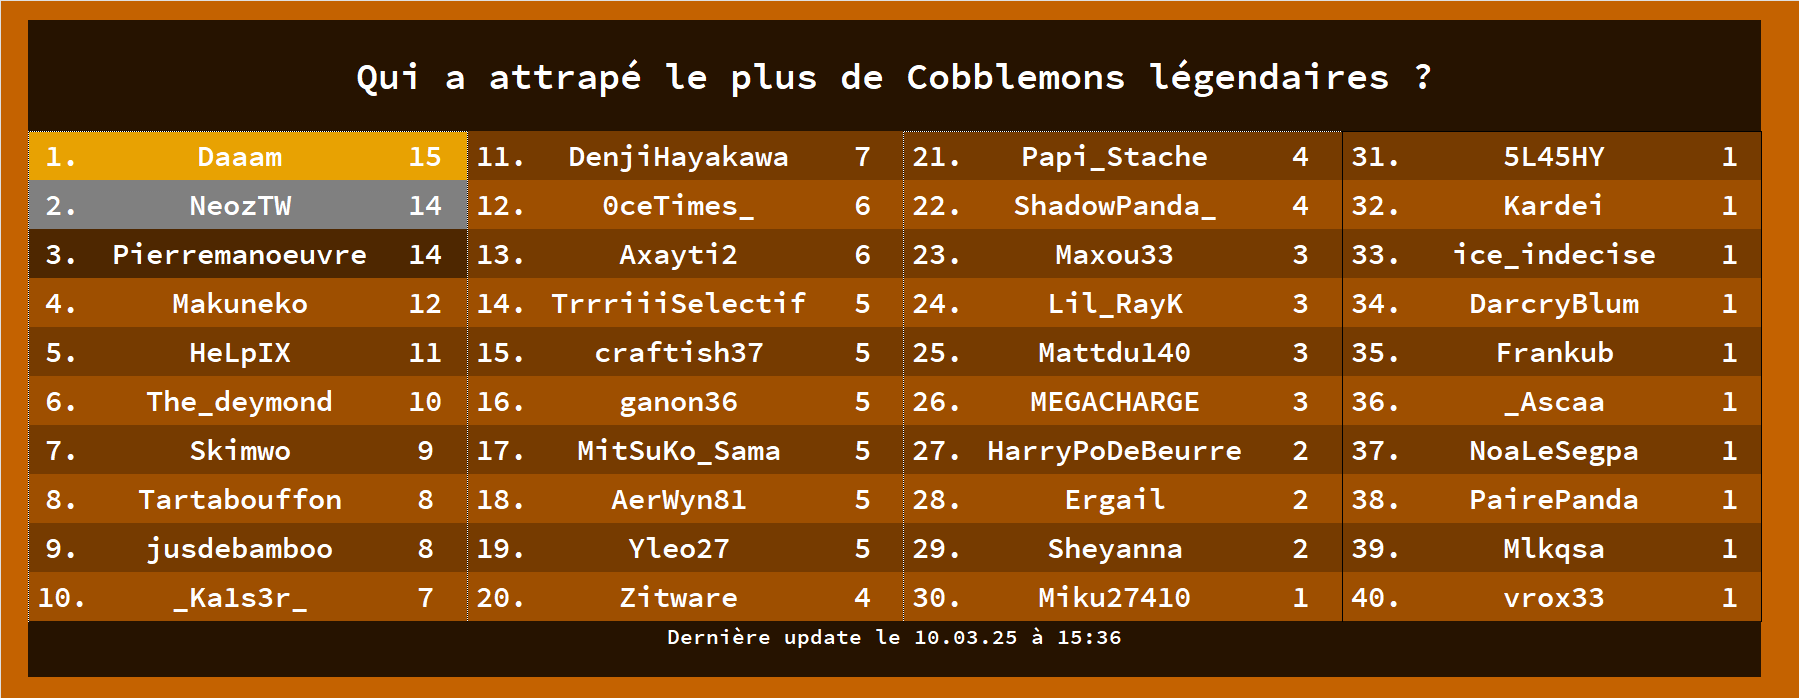 Qui a attrapé le plus de Cobblemons légendaires ?
1. Daaam 15
2. NeozTW 14
3. Pierremanoeuvre 14
4. Makuneko 12
5. HeLpIX 11
6. The_deymond 10
7. Skimwo 9
8. Tartabouffon 8
9. jusdebamboo 8
10. _Ka1s3r_ 7
11. DenjiHayakawa 7
12. 0ceTimes_ 6
13. Axayti2 6
14. TrrriiiSelectif 5
15. craftish37 5
16. ganon36 5
17. MitSuKo_Sama 5
18. AerWyn81 5
19. Yleo27 5
20. Zitware 4
21. Papi_Stache 4
22. ShadowPanda_ 4
23. Maxou33 3
24. Lil_RayK 3
25. Mattdu140 3
26. MEGACHARGE 3
27. HarryPoDeBeurre 2
28. Ergail 2
29. Sheyanna 2
30. Miku27410 1
31. 5L45HY 1
32. Kardei 1
33. ice_indecise 1
34. DarcryBlum 1
35. Frankub 1
36. _Ascaa 1
37. NoaLeSegpa 1
38. PairePanda 1
39. Mlkqsa 1
40. vrox33 1
Dernière update le 10.03.25 à 15:36